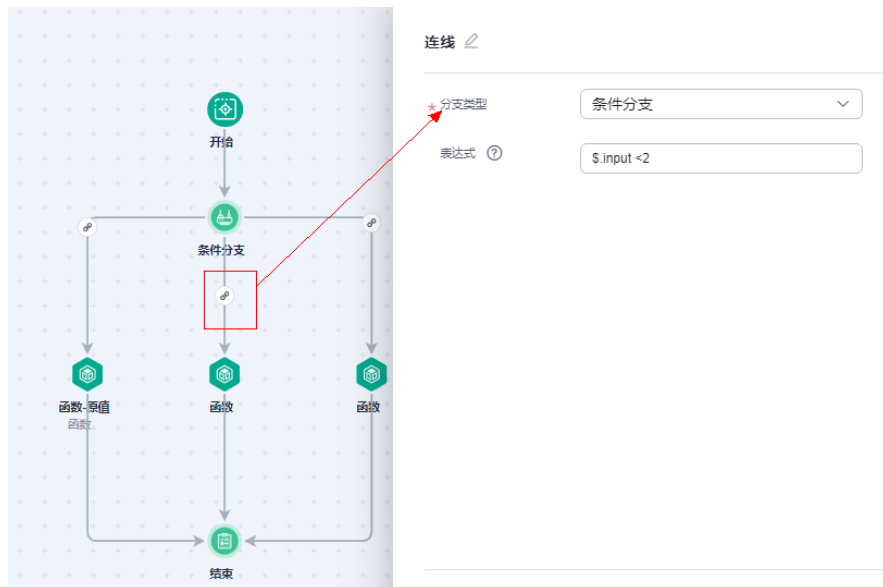 开始
条件分支
函数-原值
函数
函数
函数
结束
连线
* 分支类型
条件分支
表达式
?
$.input <2